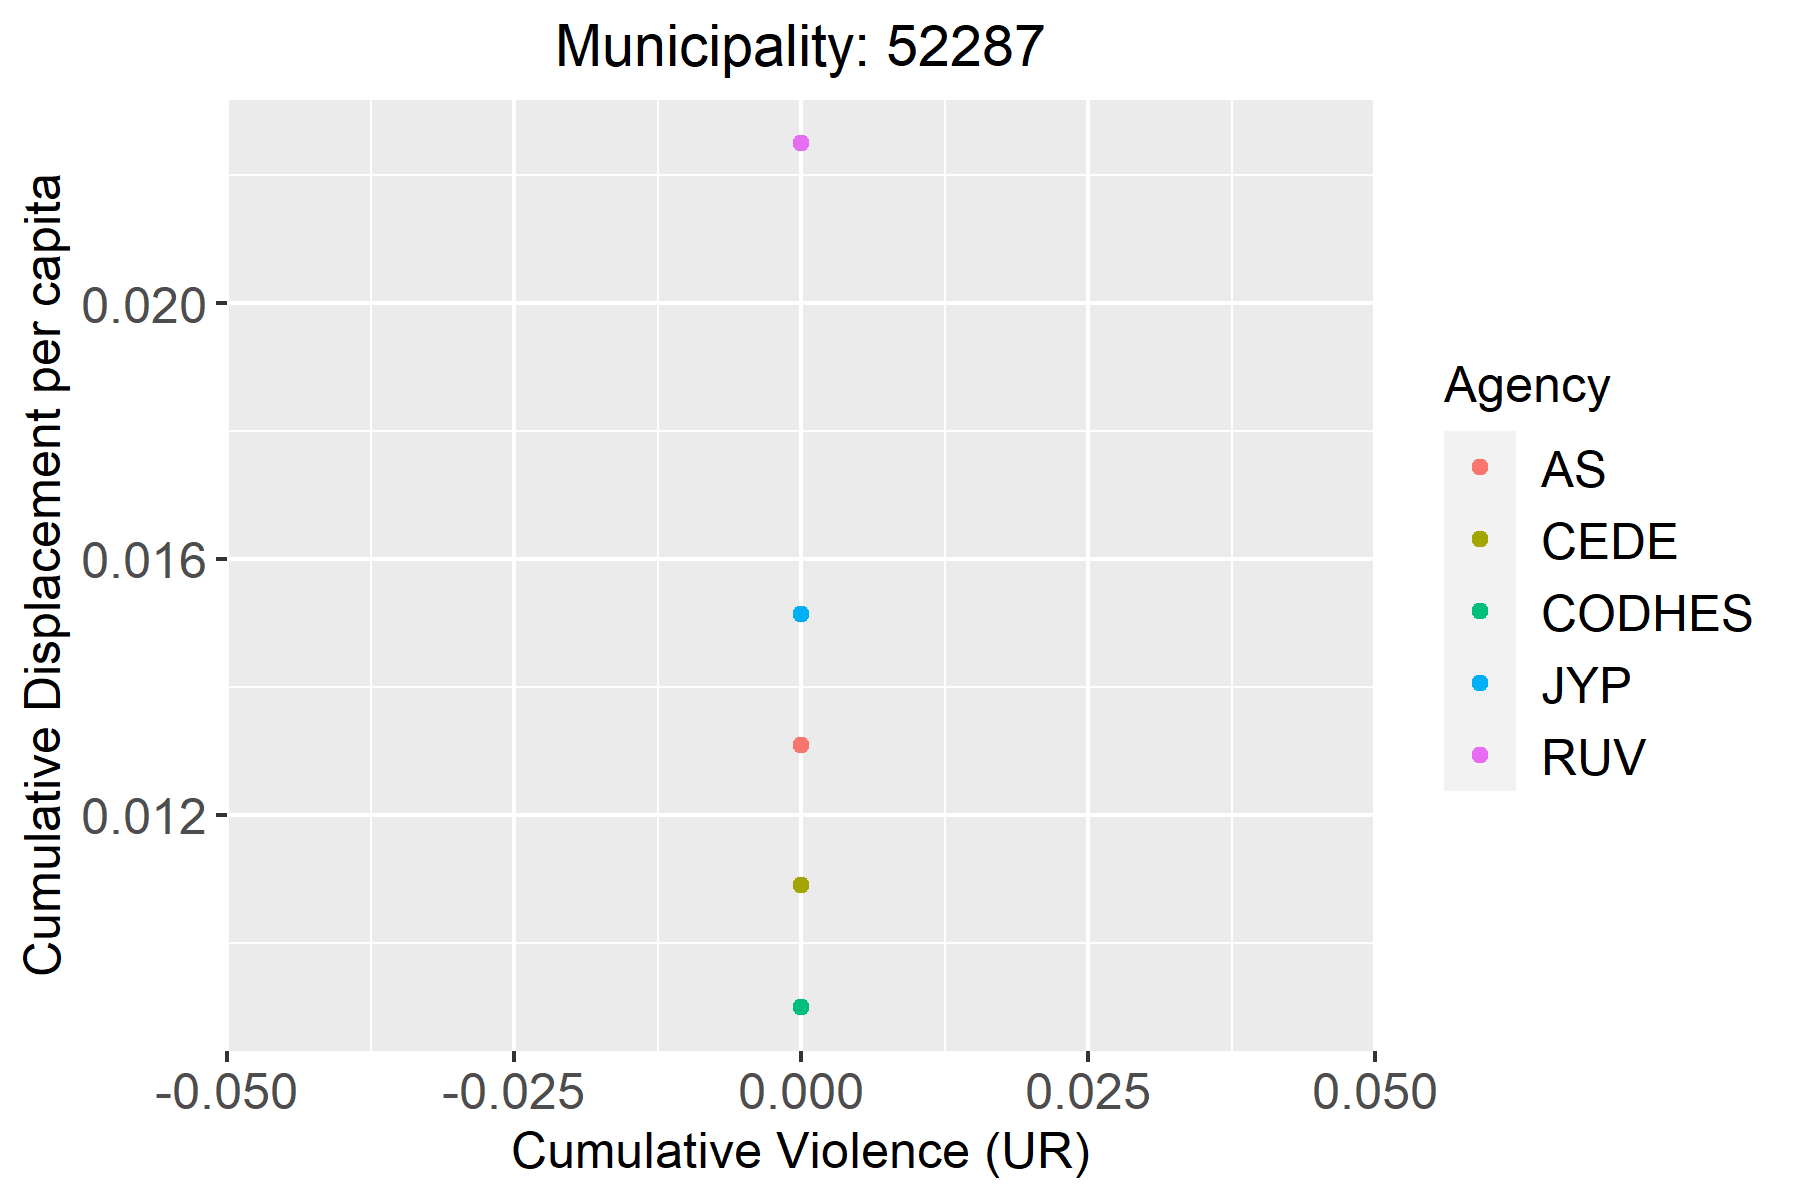 Municipality: 52287
Cumulative Displacement per capita
0.020
0.016
0.012
-0.050
-0.025
0.000
0.025
0.050
Cumulative Violence (UR)
Agency
AS
CEDE
CODHES
JYP
RUV